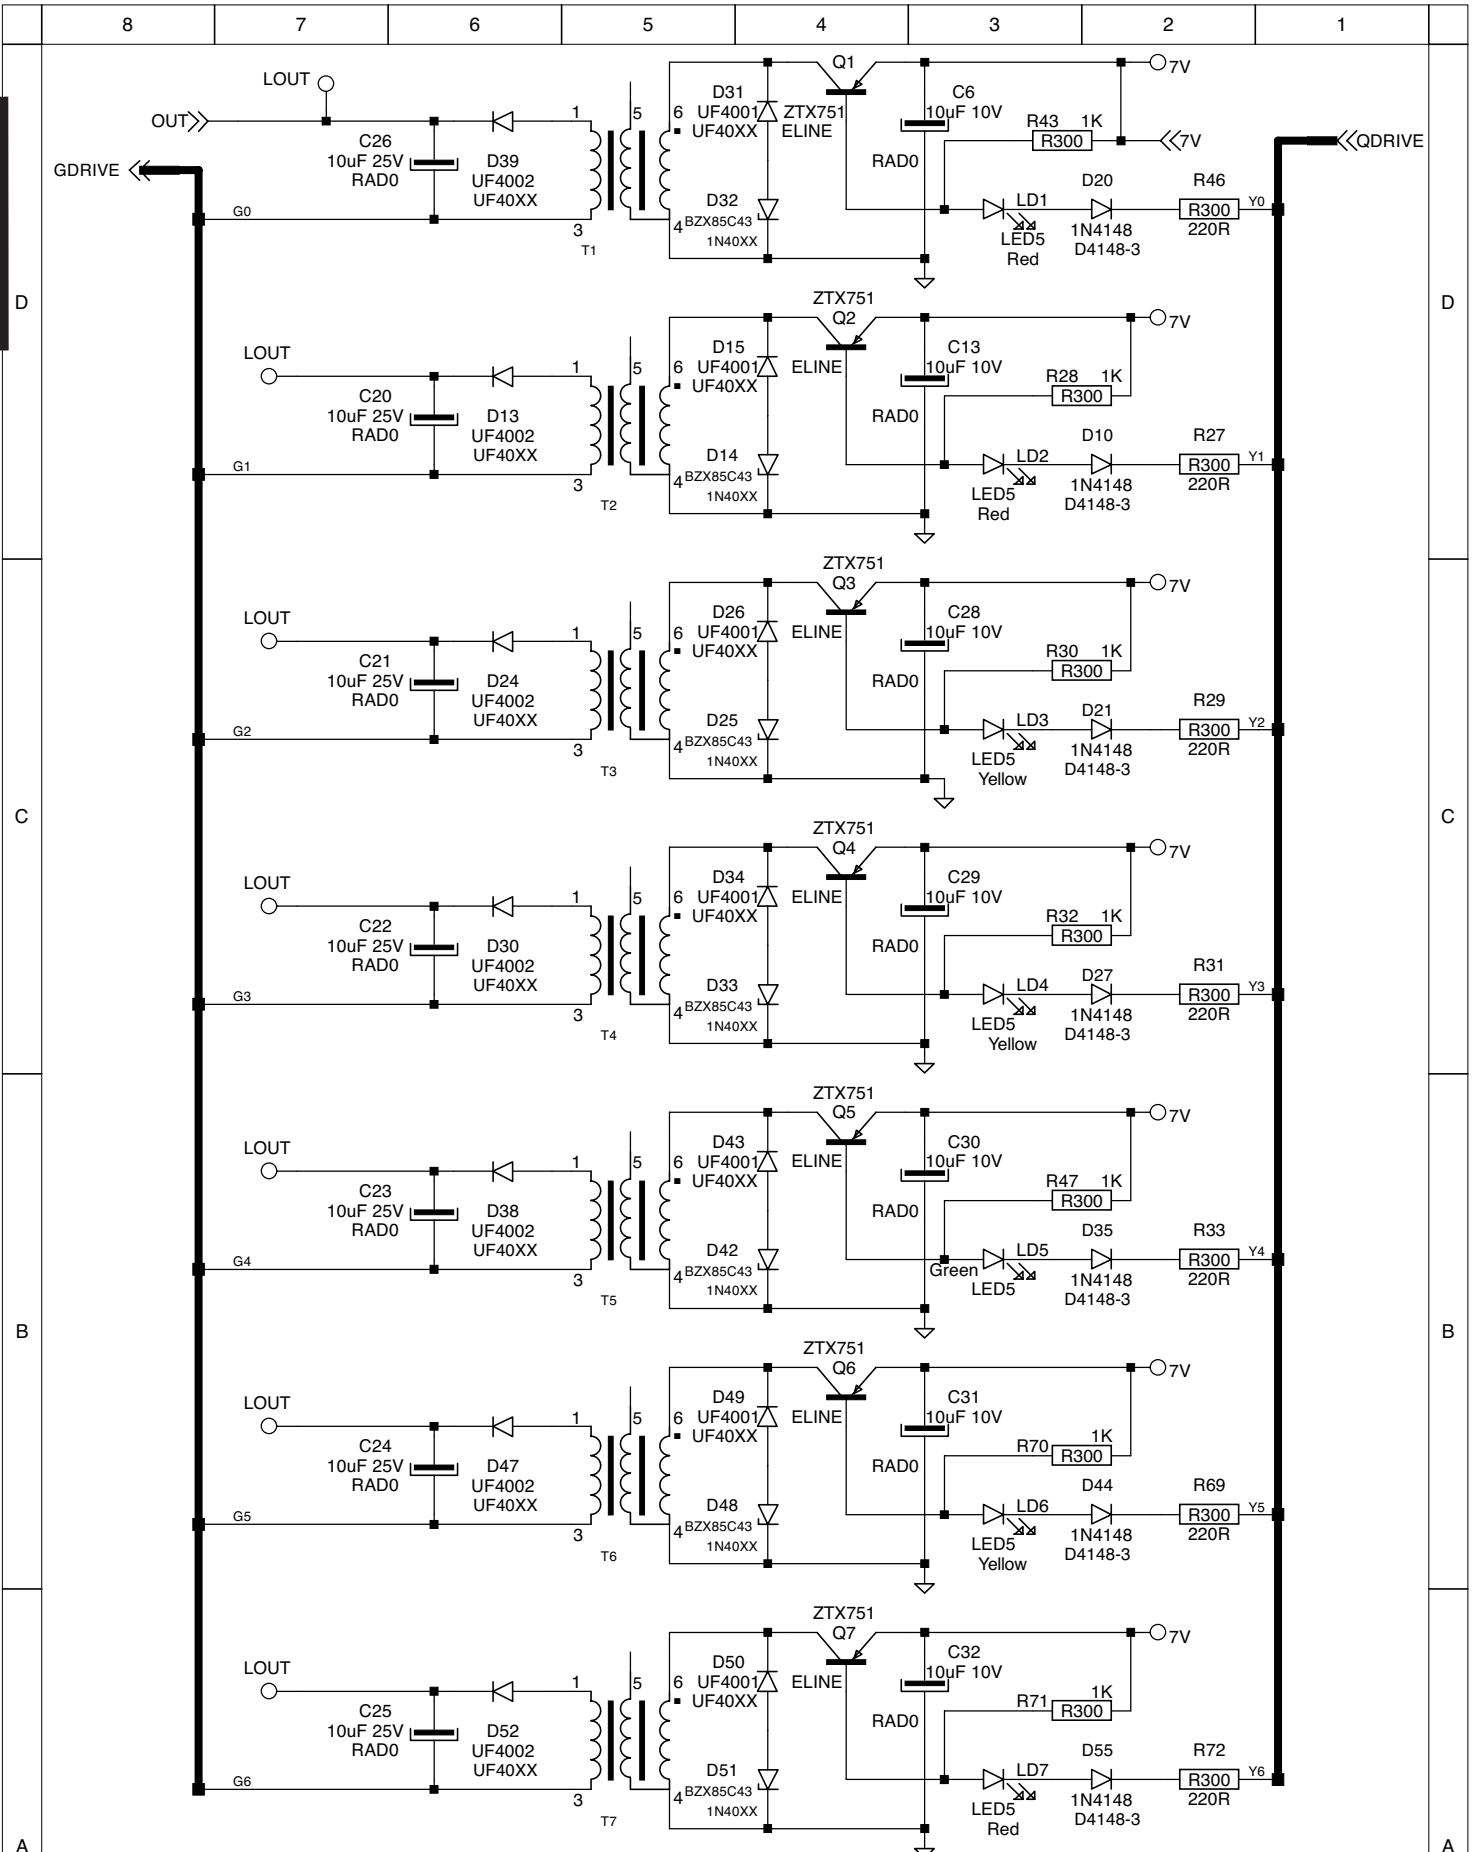 8 7 6 5 4 3 2 1
D D
C C
B B
A A
LOUT
OUT
GDRIVE
C26
10uF 25V
RAD0
D39
UF4002
UF40XX
G0
1
3
T1
5
6
4
D31
UF4001
UF40XX
D32
BZX85C43
1N40XX
Q1
ZTX751
ELINE
C6
10uF 10V
RAD0
7V
R43 1K
R300
7V
QDRIVE
LD1
LED5
Red
D20
1N4148
D4148-3
R46
R300
220R
Y0
LOUT
C20
10uF 25V
RAD0
D13
UF4002
UF40XX
G1
1
3
T2
5
6
4
D15
UF4001
UF40XX
D14
BZX85C43
1N40XX
ZTX751
Q2
ELINE
C13
10uF 10V
RAD0
7V
R28 1K
R300
LD2
LED5
Red
D10
1N4148
D4148-3
R27
R300
220R
Y1
LOUT
C21
10uF 25V
RAD0
D24
UF4002
UF40XX
G2
1
3
T3
5
6
4
D26
UF4001
UF40XX
D25
BZX85C43
1N40XX
ZTX751
Q3
ELINE
C28
10uF 10V
RAD0
7V
R30 1K
R300
LD3
LED5
Yellow
D21
1N4148
D4148-3
R29
R300
220R
Y2
LOUT
C22
10uF 25V
RAD0
D30
UF4002
UF40XX
G3
1
3
T4
5
6
4
D34
UF4001
UF40XX
D33
BZX85C43
1N40XX
ZTX751
Q4
ELINE
C29
10uF 10V
RAD0
7V
R32 1K
R300
LD4
LED5
Yellow
D27
1N4148
D4148-3
R31
R300
220R
Y3
LOUT
C23
10uF 25V
RAD0
D38
UF4002
UF40XX
G4
1
3
T5
5
6
4
D43
UF4001
UF40XX
D42
BZX85C43
1N40XX
ZTX751
Q5
ELINE
C30
10uF 10V
RAD0
7V
R47 1K
R300
Green
LD5
LED5
D35
1N4148
D4148-3
R33
R300
220R
Y4
LOUT
C24
10uF 25V
RAD0
D47
UF4002
UF40XX
G5
1
3
T6
5
6
4
D49
UF4001
UF40XX
D48
BZX85C43
1N40XX
ZTX751
Q6
ELINE
C31
10uF 10V
RAD0
7V
R70 1K
R300
LD6
LED5
Yellow
D44
1N4148
D4148-3
R69
R300
220R
Y5
LOUT
C25
10uF 25V
RAD0
D52
UF4002
UF40XX
G6
1
3
T7
5
6
4
D50
UF4001
UF40XX
D51
BZX85C43
1N40XX
ZTX751
Q7
ELINE
C32
10uF 10V
RAD0
7V
R71 1K
R300
LD7
LED5
Red
D55
1N4148
D4148-3
R72
R300
220R
Y6